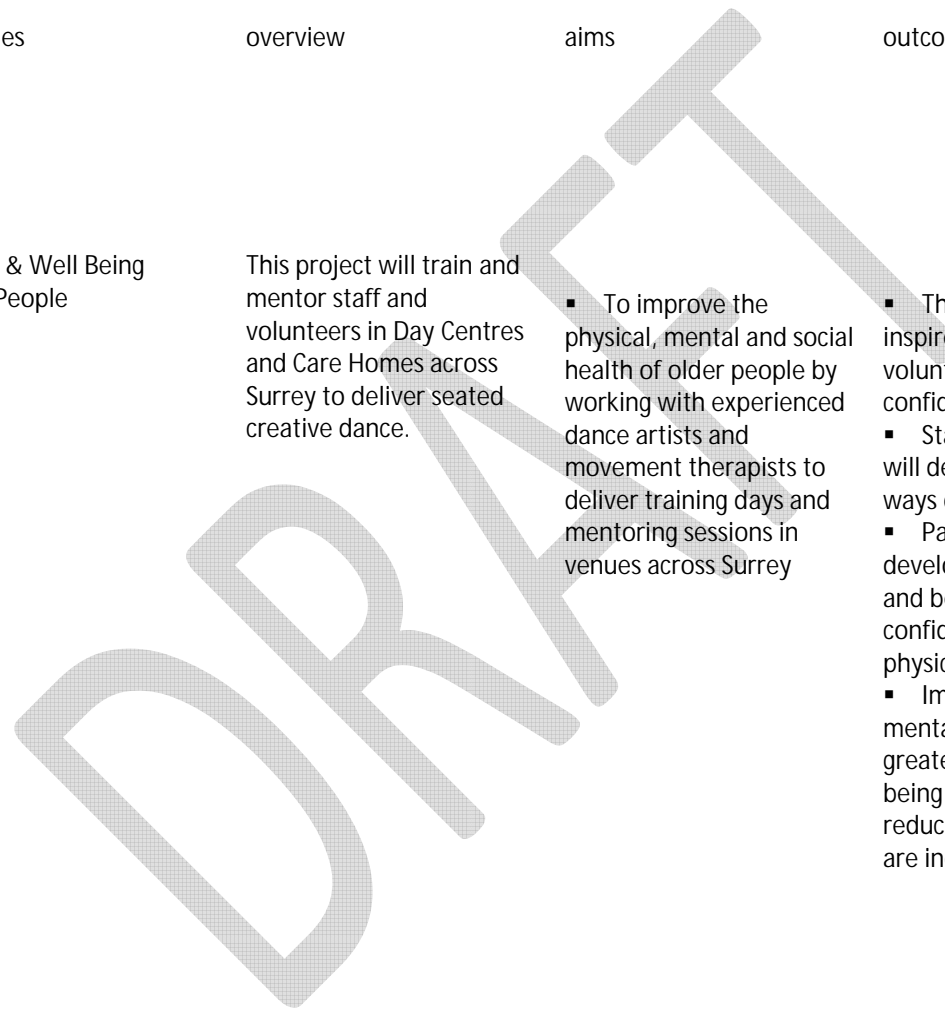 es
overview
aims
outco
& Well Being
People
This project will train and
mentor staff and
volunteers in Day Centres
and Care Homes across
Surrey to deliver seated
creative dance.
▪ To improve the
physical, mental and social
health of older people by
working with experienced
dance artists and
movement therapists to
deliver training days and
mentoring sessions in
venues across Surrey
▪ Th
inspire
volunt
confid
▪ Sta
will de
ways
▪ Pa
develo
and be
confid
physic
▪ Im
menta
greate
being
reduc
are in
DRAFT